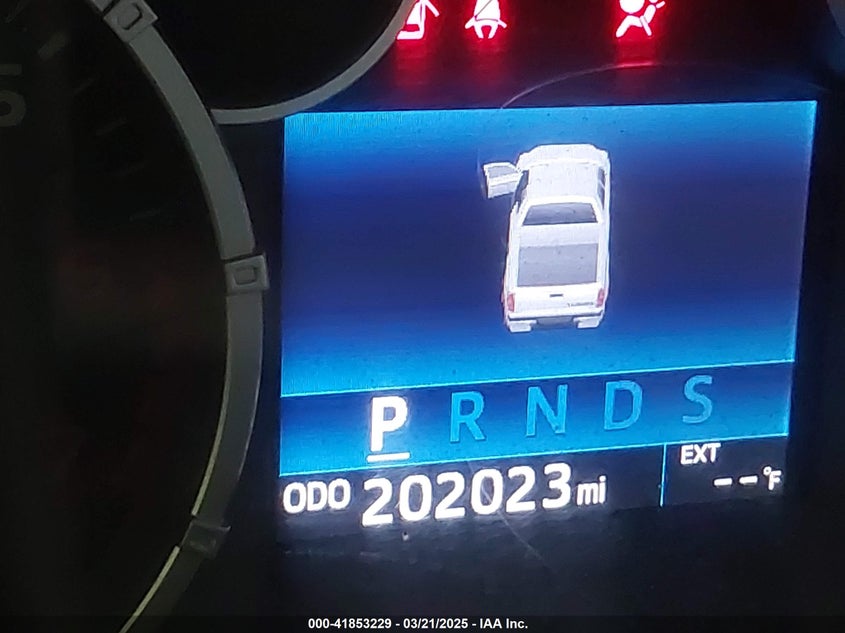 P R N D S
EXT
ODO 202023 mi
--°F
000-41853229 - 03/21/2025 - IAA Inc.